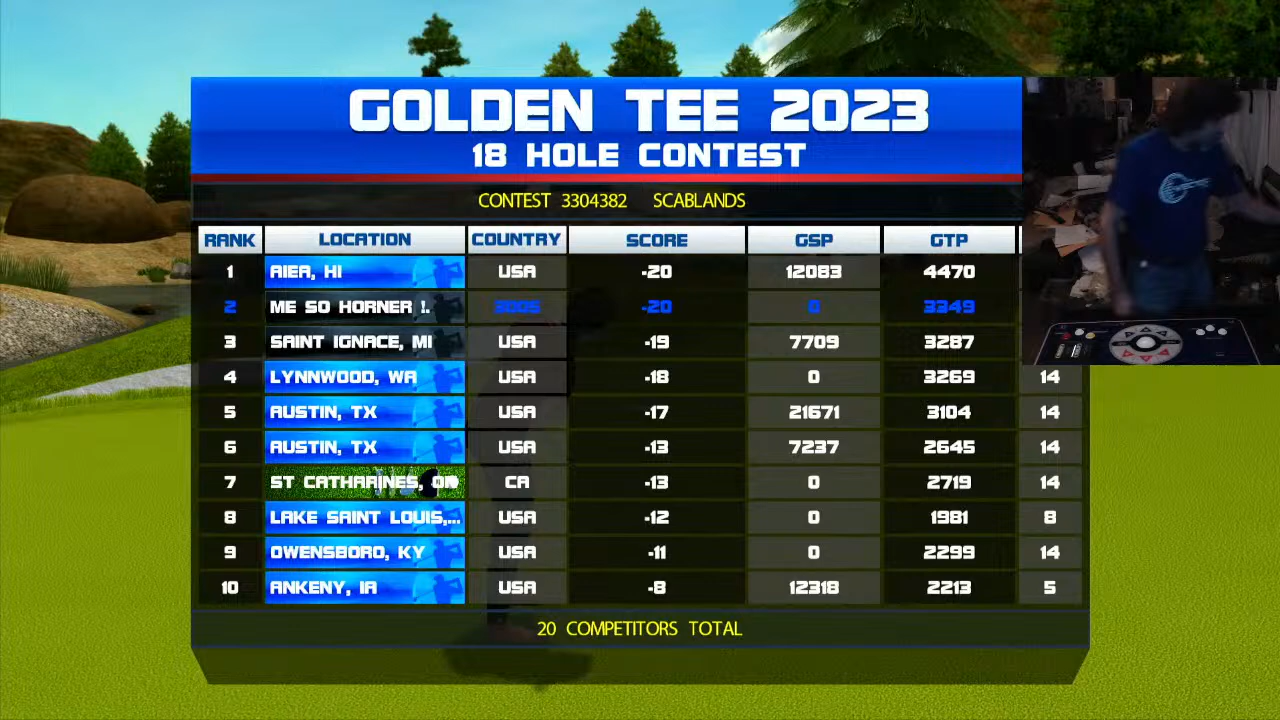 GOLDEN TEE 2023
18 HOLE CONTEST
CONTEST 3304382 SCABLANDS
RANK LOCATION COUNTRY SCORE GSP GTP
1 AIEA, HI USA -20 12083 4470
2 ME SO HORNER !. -20 0 3349
3 SAINT IGNACE, MI USA -19 7709 3287
4 LYNNWOOD, WA USA -18 0 3269 14
5 AUSTIN, TX USA -17 21671 3104 14
6 AUSTIN, TX USA -13 7237 2645 14
7 ST CATHARINES, ON CA -13 0 2719 14
8 LAKE SAINT LOUIS,... USA -12 0 1981 8
9 OWENSBORO, KY USA -11 0 2299 14
10 ANKENY, IA USA -8 12318 2213 5
20 COMPETITORS TOTAL